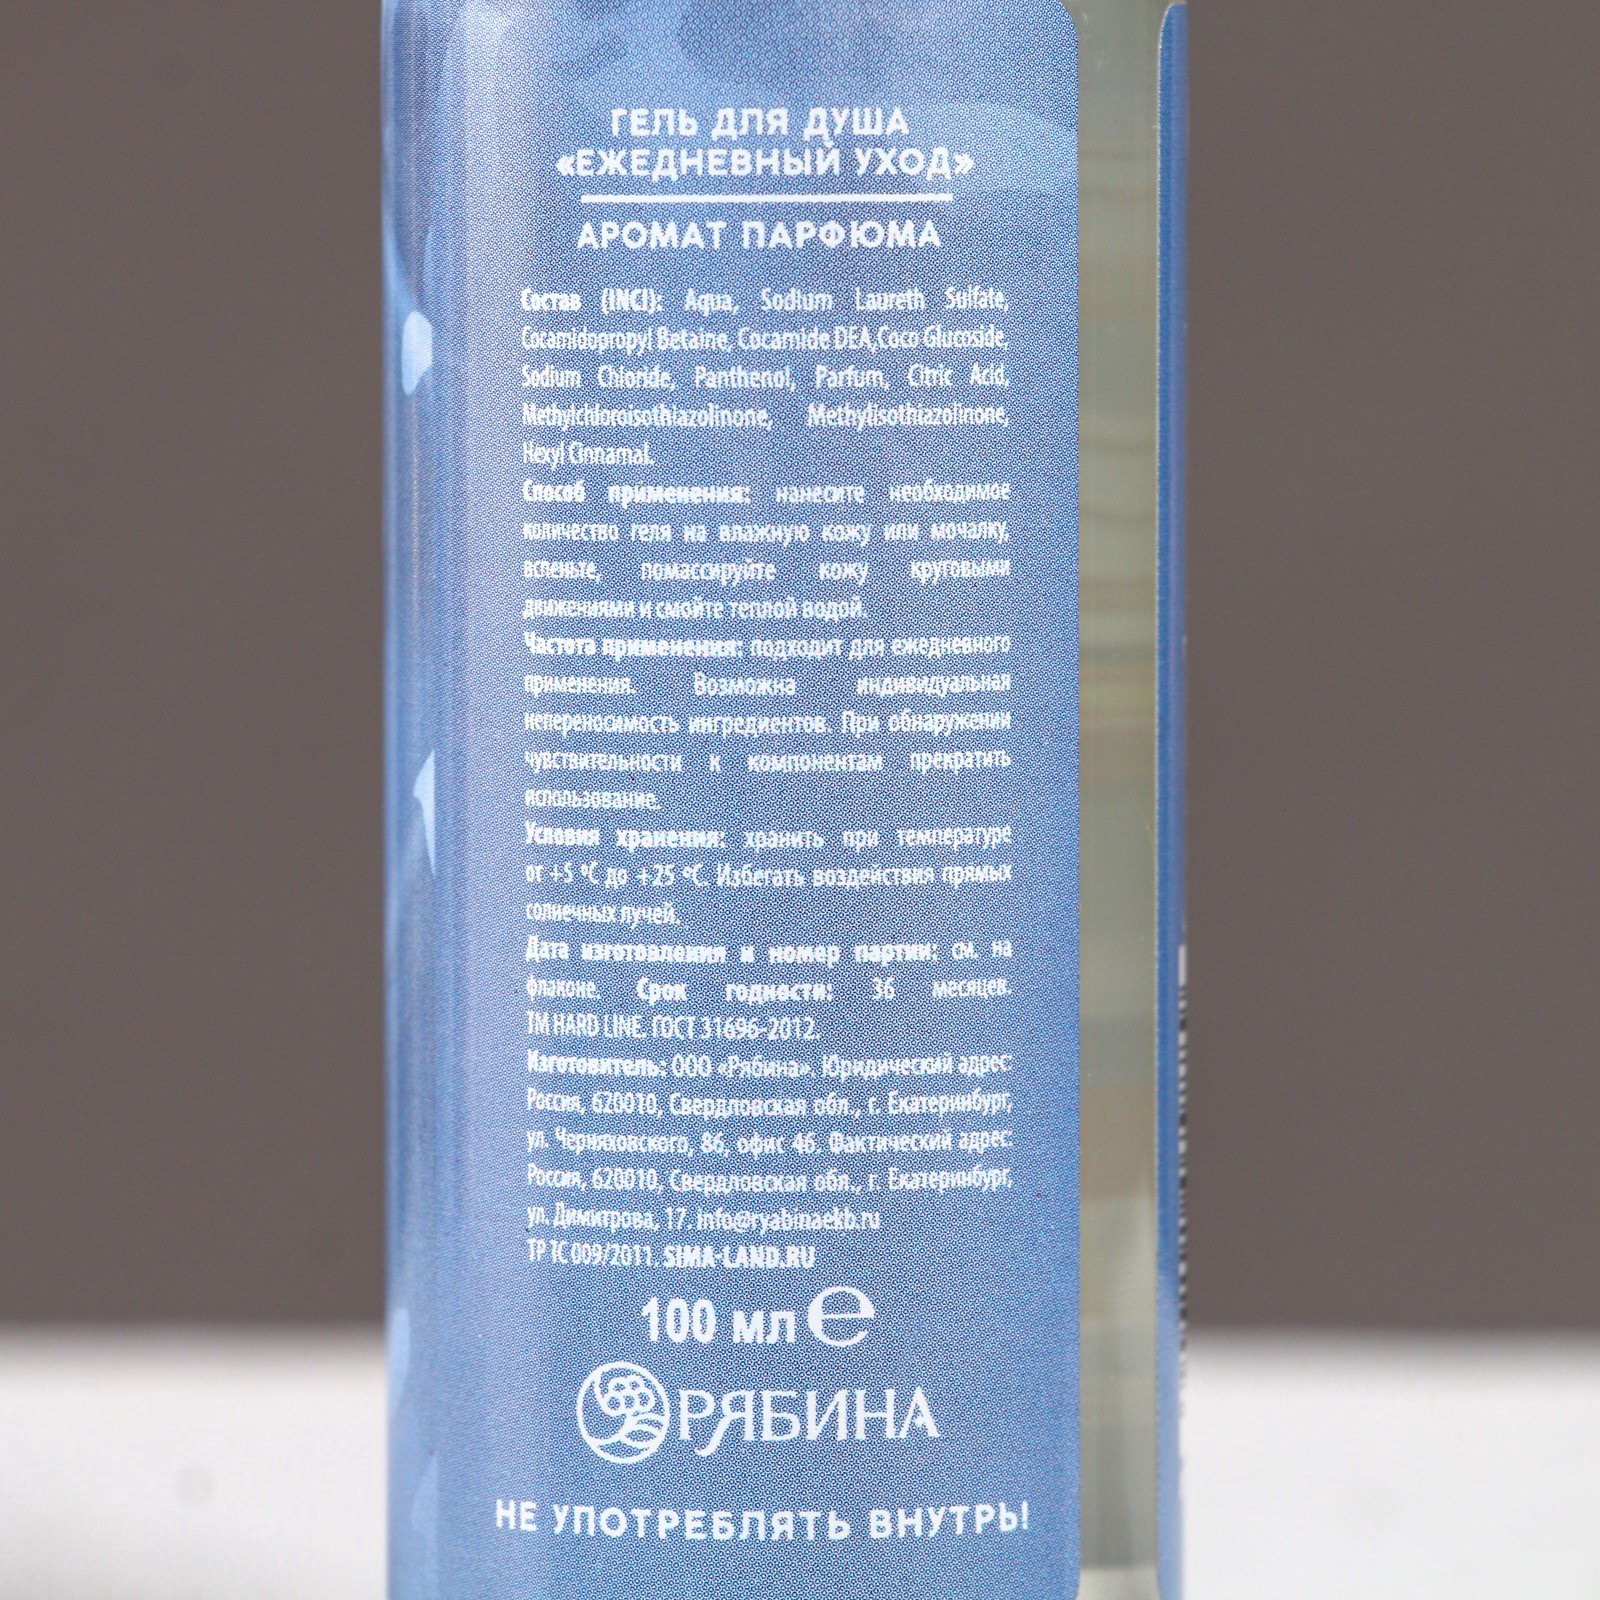 ГЕЛЬ ДЛЯ ДУША
«ЕЖЕДНЕВНЫЙ УХОД»
АРОМАТ ПАРФЮМА
Состав (INCI): Aqua, Sodium Laureth Sulfate,
Cocamidopropyl Betaine, Cocamide DEA,Coco Glucoside,
Sodium Chloride, Panthenol, Parfum, Citric Acid,
Methylchloroisothiazolinone, Methylisothiazolinone,
Hexyl Cinnamal.
Способ применения: нанесите необходимое
количество геля на влажную кожу или мочалку,
вспеньте, помассируйте кожу круговыми
движениями и смойте теплой водой.
Частота применения: подходит для ежедневного
применения. Возможна индивидуальная
непереносимость ингредиентов. При обнаружении
чувствительности к компонентам прекратить
использование.
Условия хранения: хранить при температуре
от +5 °С до +25 °С. Избегать воздействия прямых
солнечных лучей.
Дата изготовления и номер партии: см. на
флаконе. Срок годности: 36 месяцев.
ТМ HARD LINE. ГОСТ 31696-2012.
Изготовитель: ООО «Рябина». Юридический адрес:
Россия, 620010, Свердловская обл., г. Екатеринбург,
ул. Черняховского, 86, офис 46. Фактический адрес:
Россия, 620010, Свердловская обл., г. Екатеринбург,
ул. Димитрова, 17. info@ryabinaekb.ru
ТР ТС 009/2011. SIMA-LAND.RU
100 мл ℮
РЯБИНА
НЕ УПОТРЕБЛЯТЬ ВНУТРЬ!